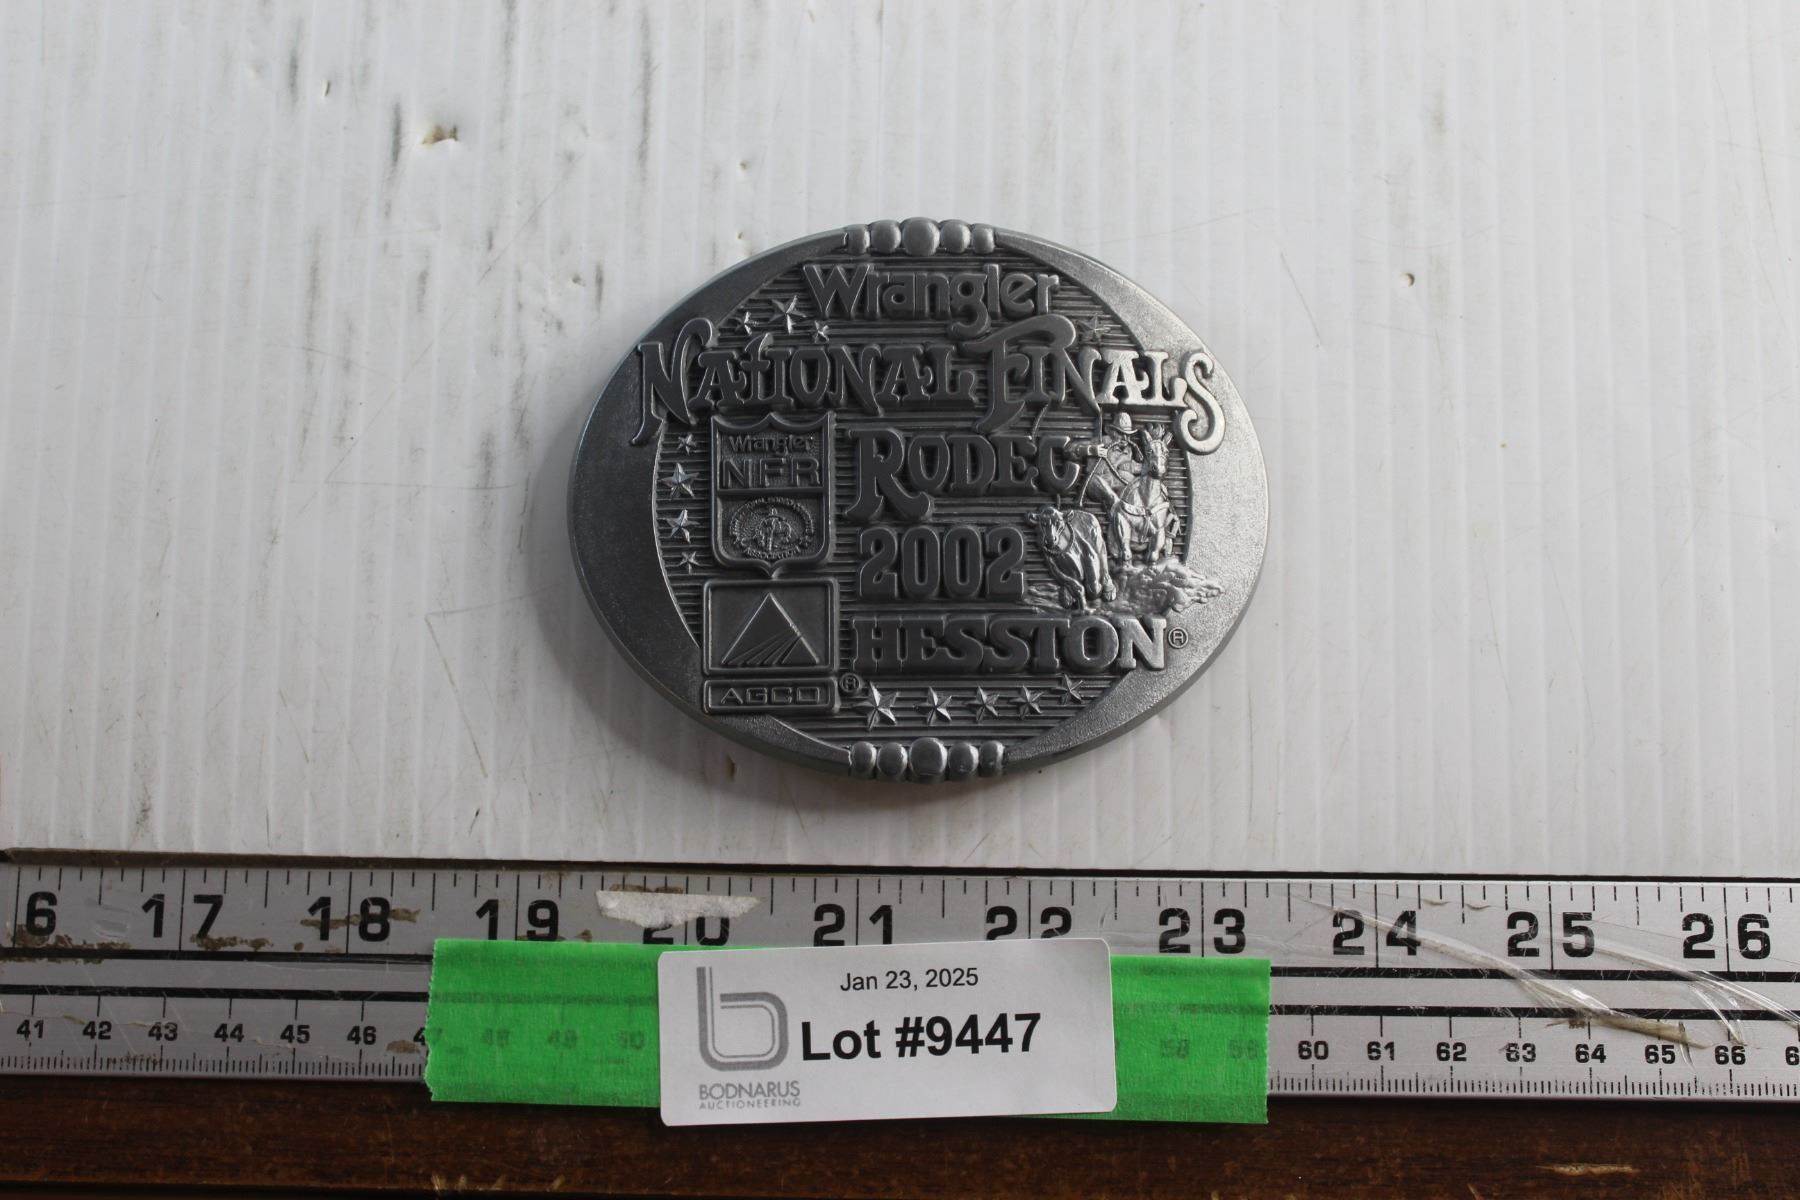 Wrangler
NATIONAL FINALS
Wrangler
NFR
RODEO
ASSOCIATION
2002
HESSTON®
AGCO ®
6 17 18 19 20 21 22 23 24 25 26
41 42 43 44 45 46 47 48 49 50 58 59 60 61 62 63 64 65 66
Jan 23, 2025
Lot #9447
BODNARUS
AUCTIONEERING